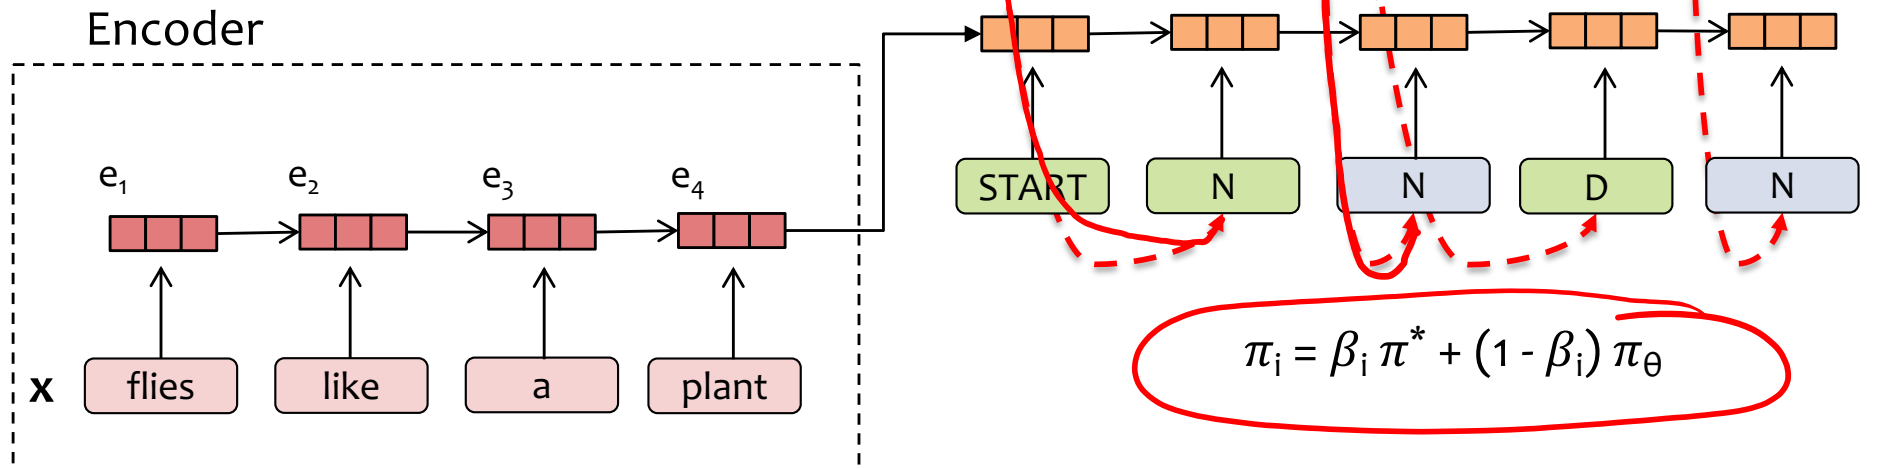 Encoder
e1 e2 e3 e4
START N N D N
x flies like a plant
πi = βi π* + (1 - βi) πθ